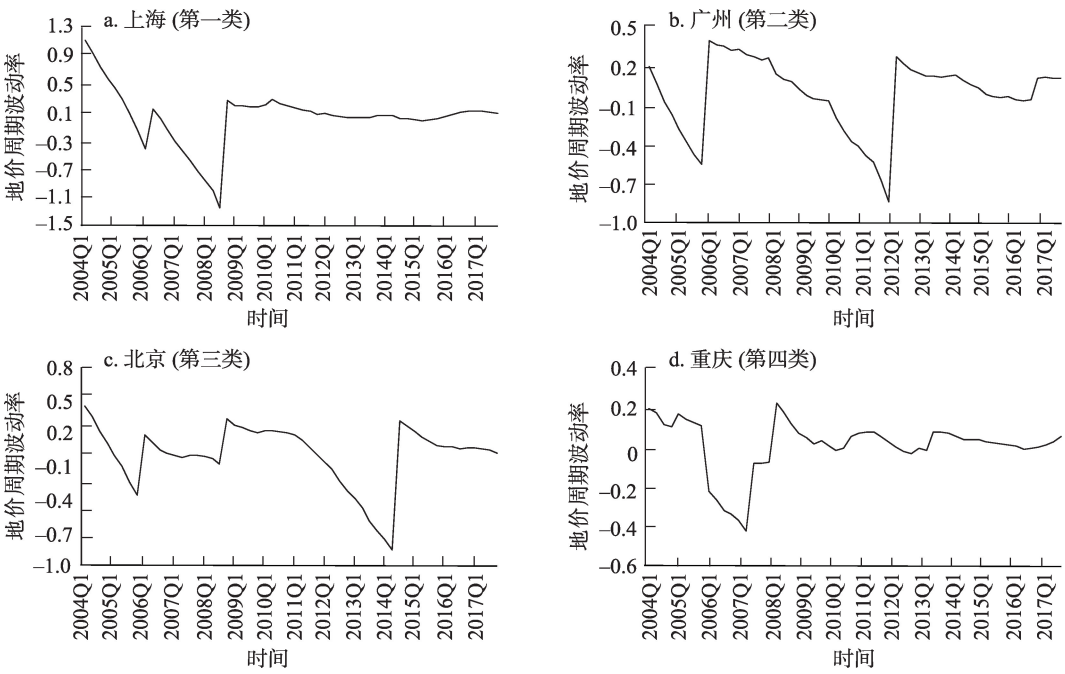 a. 上海 (第一类)
地价周期波动率
1.3
0.9
0.5
0.1
–0.3
–0.7
–1.1
–1.5
2004Q1
2005Q1
2006Q1
2007Q1
2008Q1
2009Q1
2010Q1
2011Q1
2012Q1
2013Q1
2014Q1
2015Q1
2016Q1
2017Q1
时间
b. 广州 (第二类)
地价周期波动率
0.5
0.2
–0.1
–0.4
–0.7
–1.0
2004Q1
2005Q1
2006Q1
2007Q1
2008Q1
2009Q1
2010Q1
2011Q1
2012Q1
2013Q1
2014Q1
2015Q1
2016Q1
2017Q1
时间
c. 北京 (第三类)
地价周期波动率
0.8
0.5
0.2
–0.1
–0.4
–0.7
–1.0
2004Q1
2005Q1
2006Q1
2007Q1
2008Q1
2009Q1
2010Q1
2011Q1
2012Q1
2013Q1
2014Q1
2015Q1
2016Q1
2017Q1
时间
d. 重庆 (第四类)
地价周期波动率
0.4
0.2
0
–0.2
–0.4
–0.6
2004Q1
2005Q1
2006Q1
2007Q1
2008Q1
2009Q1
2010Q1
2011Q1
2012Q1
2013Q1
2014Q1
2015Q1
2016Q1
2017Q1
时间